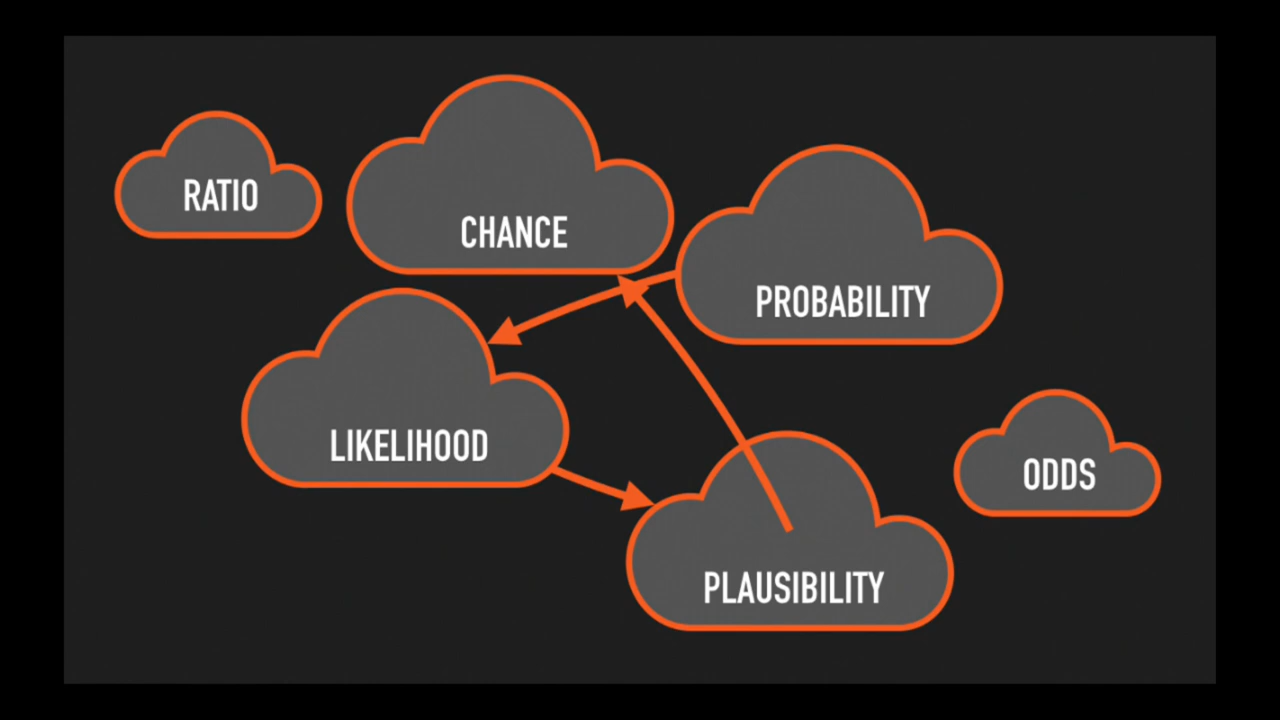 RATIO
CHANCE
PROBABILITY
LIKELIHOOD
ODDS
PLAUSIBILITY